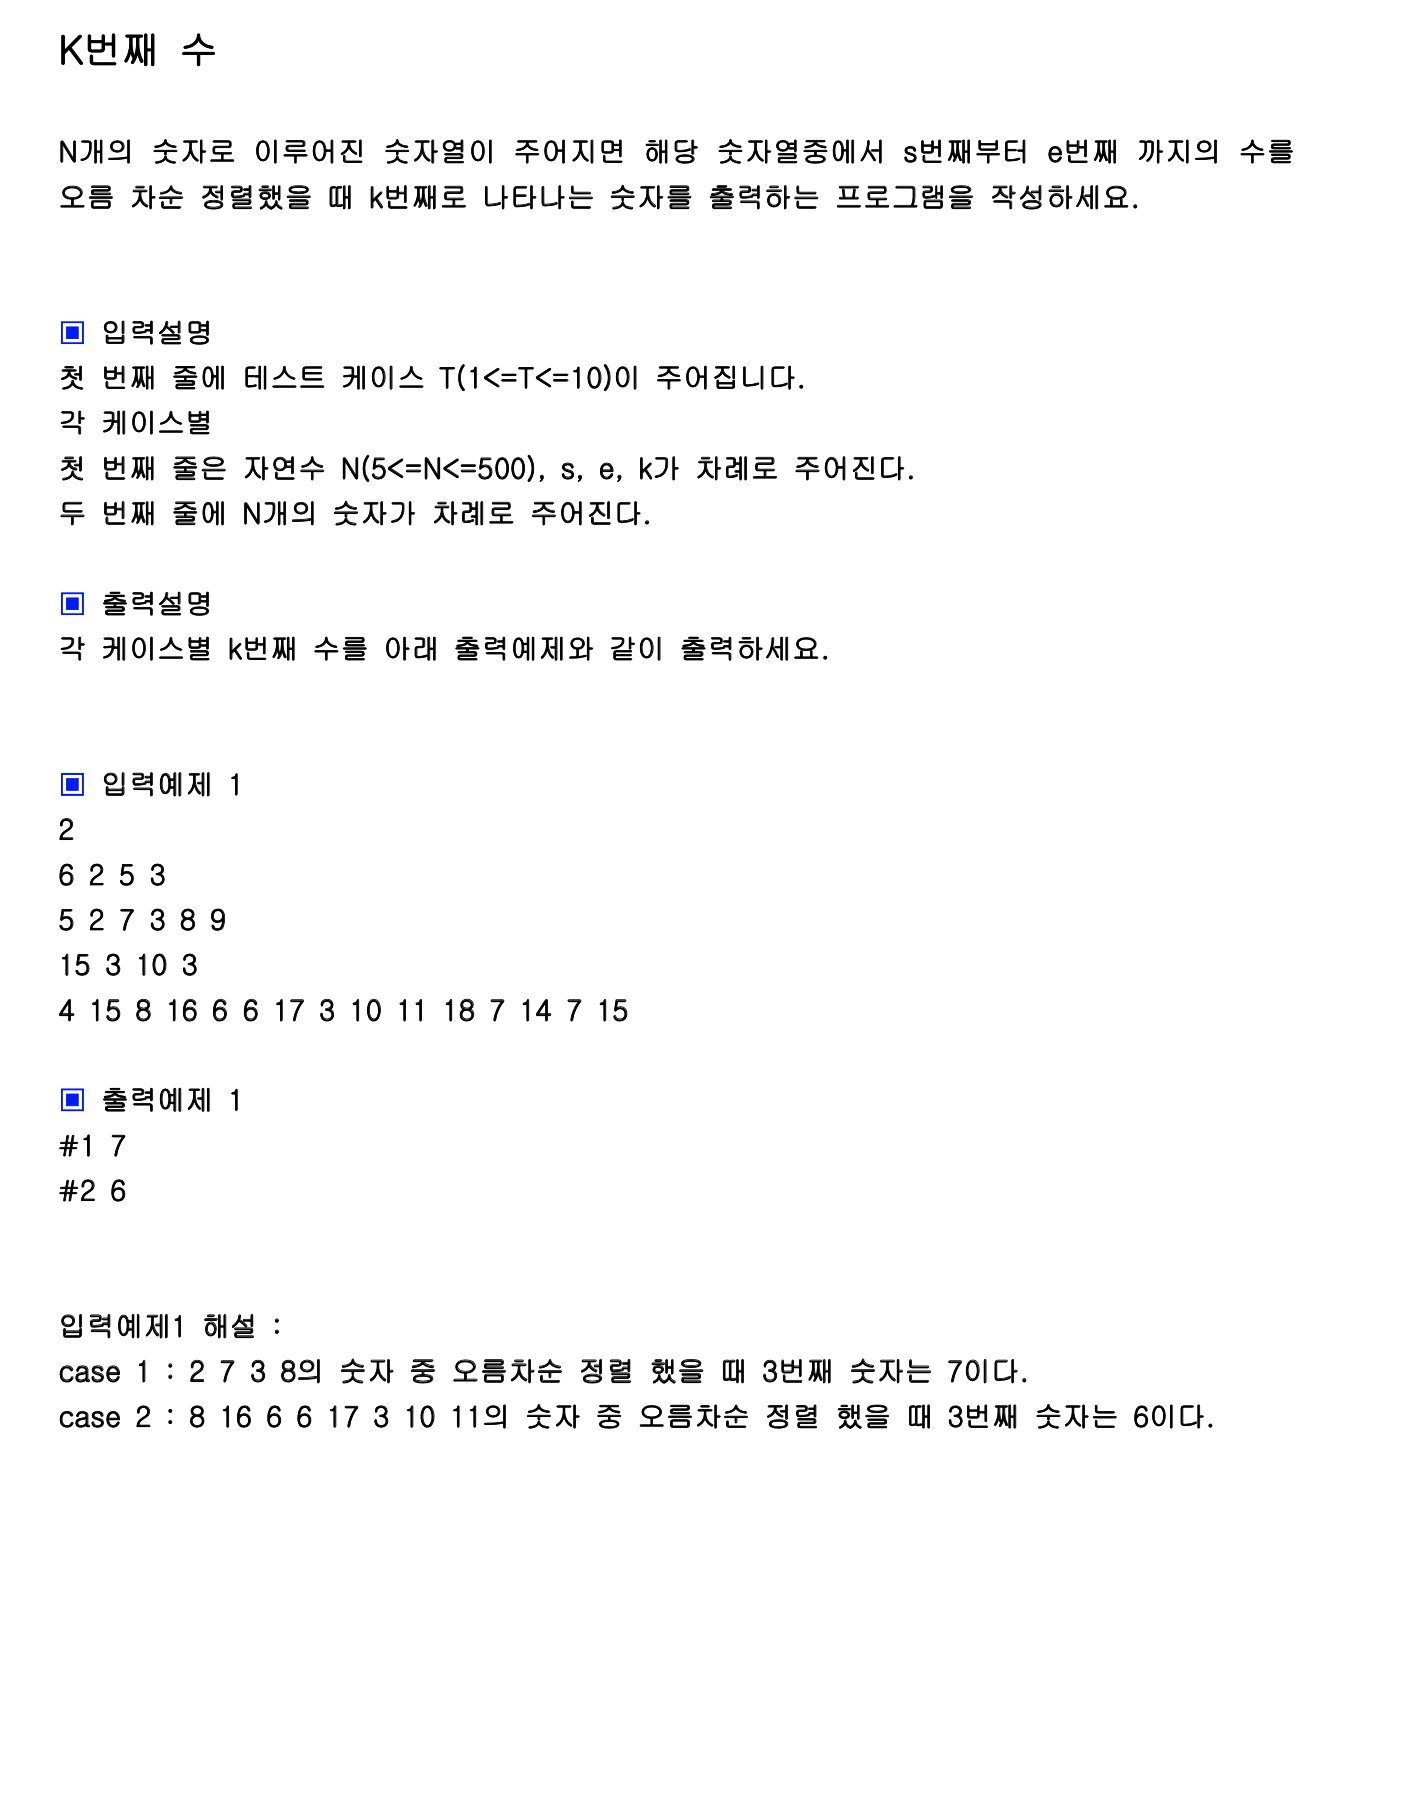 K번째 수
N개의 숫자로 이루어진 숫자열이 주어지면 해당 숫자열중에서 s번째부터 e번째 까지의 수를
오름 차순 정렬했을 때 k번째로 나타나는 숫자를 출력하는 프로그램을 작성하세요.
▣ 입력설명
첫 번째 줄에 테스트 케이스 T(1<=T<=10)이 주어집니다.
각 케이스별
첫 번째 줄은 자연수 N(5<=N<=500), s, e, k가 차례로 주어진다.
두 번째 줄에 N개의 숫자가 차례로 주어진다.
▣ 출력설명
각 케이스별 k번째 수를 아래 출력예제와 같이 출력하세요.
▣ 입력예제 1
2
6 2 5 3
5 2 7 3 8 9
15 3 10 3
4 15 8 16 6 6 17 3 10 11 18 7 14 7 15
▣ 출력예제 1
#1 7
#2 6
입력예제1 해설 :
case 1 : 2 7 3 8의 숫자 중 오름차순 정렬 했을 때 3번째 숫자는 7이다.
case 2 : 8 16 6 6 17 3 10 11의 숫자 중 오름차순 정렬 했을 때 3번째 숫자는 6이다.